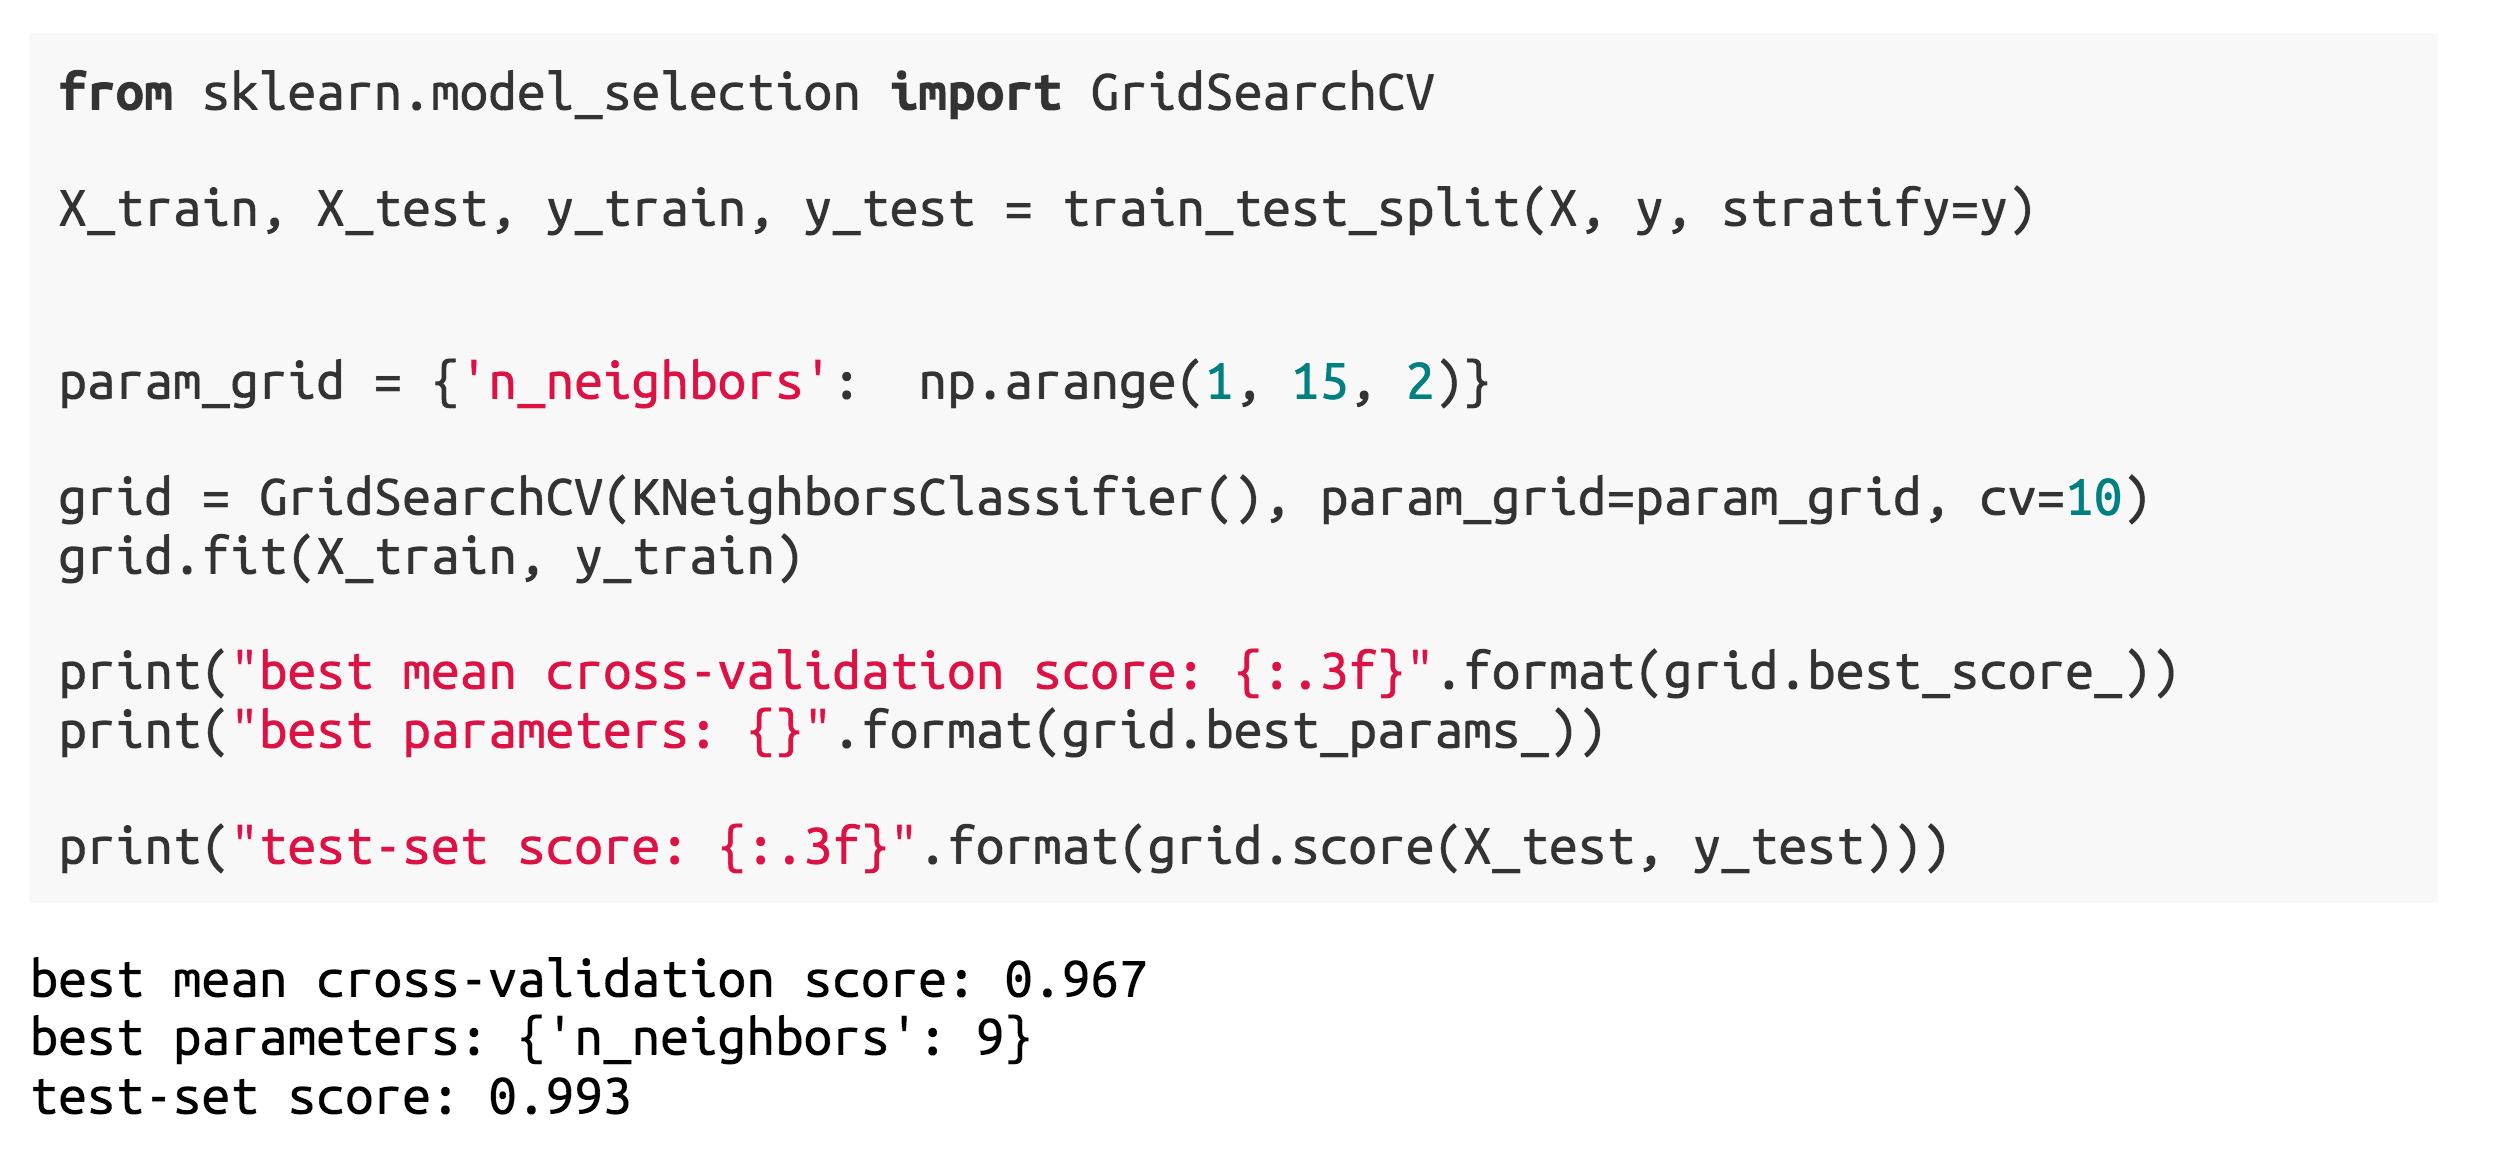 from sklearn.model_selection import GridSearchCV
X_train, X_test, y_train, y_test = train_test_split(X, y, stratify=y)
param_grid = {'n_neighbors':  np.arange(1, 15, 2)}
grid = GridSearchCV(KNeighborsClassifier(), param_grid=param_grid, cv=10)
grid.fit(X_train, y_train)
print("best mean cross-validation score: {:.3f}".format(grid.best_score_))
print("best parameters: {}".format(grid.best_params_))
print("test-set score: {:.3f}".format(grid.score(X_test, y_test)))
best mean cross-validation score: 0.967
best parameters: {'n_neighbors': 9}
test-set score: 0.993